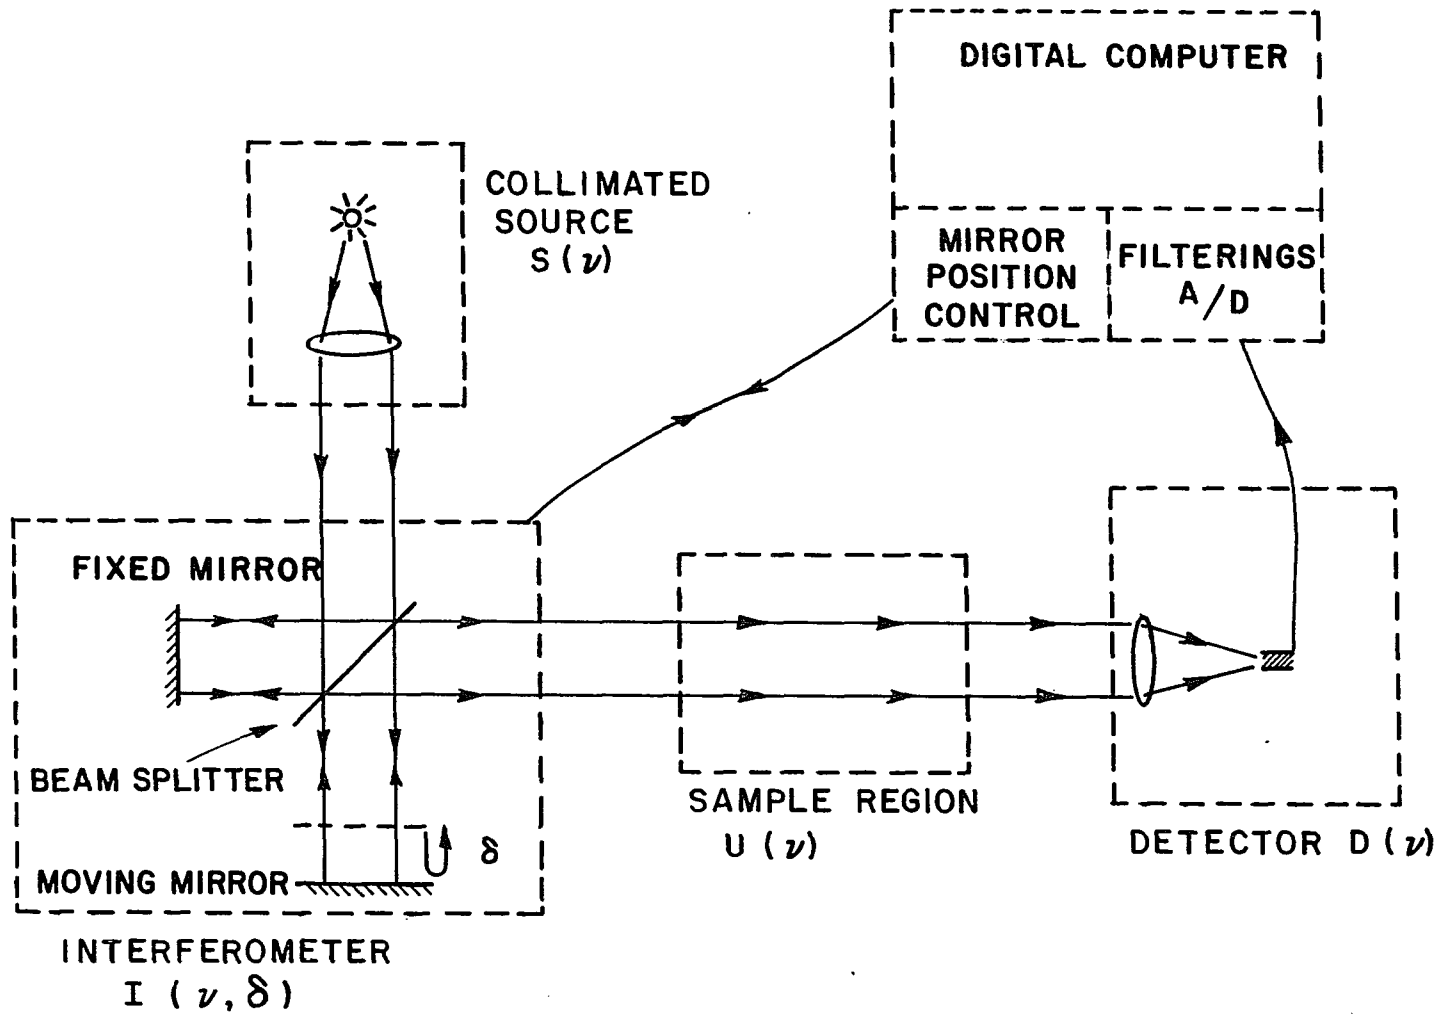 DIGITAL COMPUTER
COLLIMATED
SOURCE
S(ν)
MIRROR
POSITION
CONTROL
FILTERINGS
A/D
FIXED MIRROR
BEAM SPLITTER
δ
MOVING MIRROR
SAMPLE REGION
U(ν)
DETECTOR D(ν)
INTERFEROMETER
I (ν,δ)